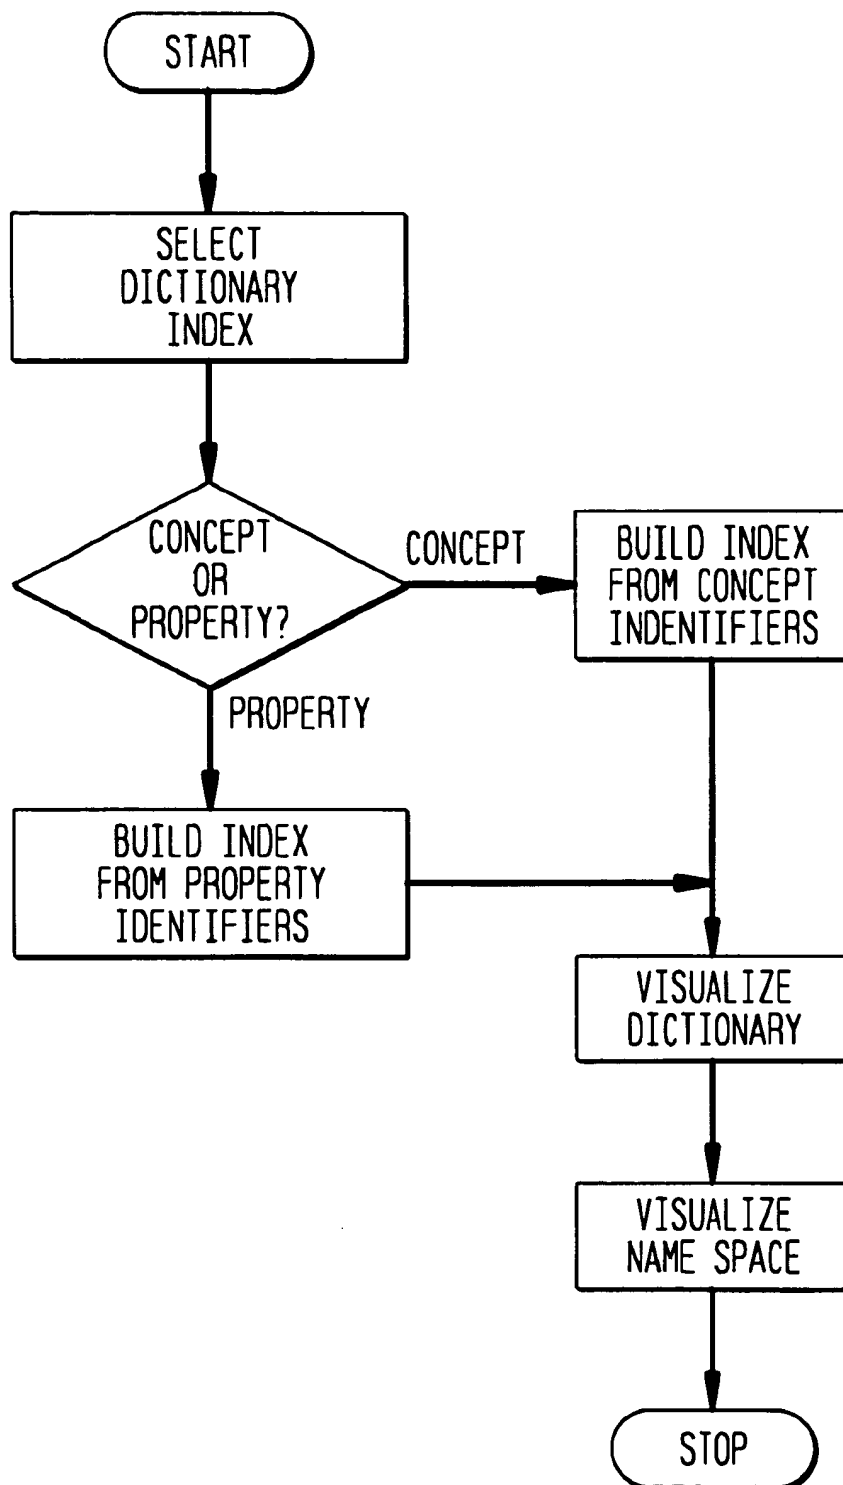 START
SELECT
DICTIONARY
INDEX
CONCEPT
OR
PROPERTY?
CONCEPT
BUILD INDEX
FROM CONCEPT
INDENTIFIERS
PROPERTY
BUILD INDEX
FROM PROPERTY
IDENTIFIERS
VISUALIZE
DICTIONARY
VISUALIZE
NAME SPACE
STOP